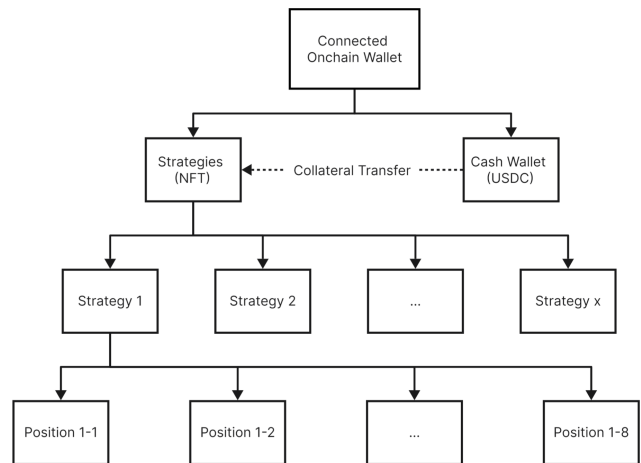 Connected
Onchain Wallet
Strategies
(NFT)
Collateral Transfer
Cash Wallet
(USDC)
Strategy 1
Strategy 2
...
Strategy x
Position 1-1
Position 1-2
...
Position 1-8